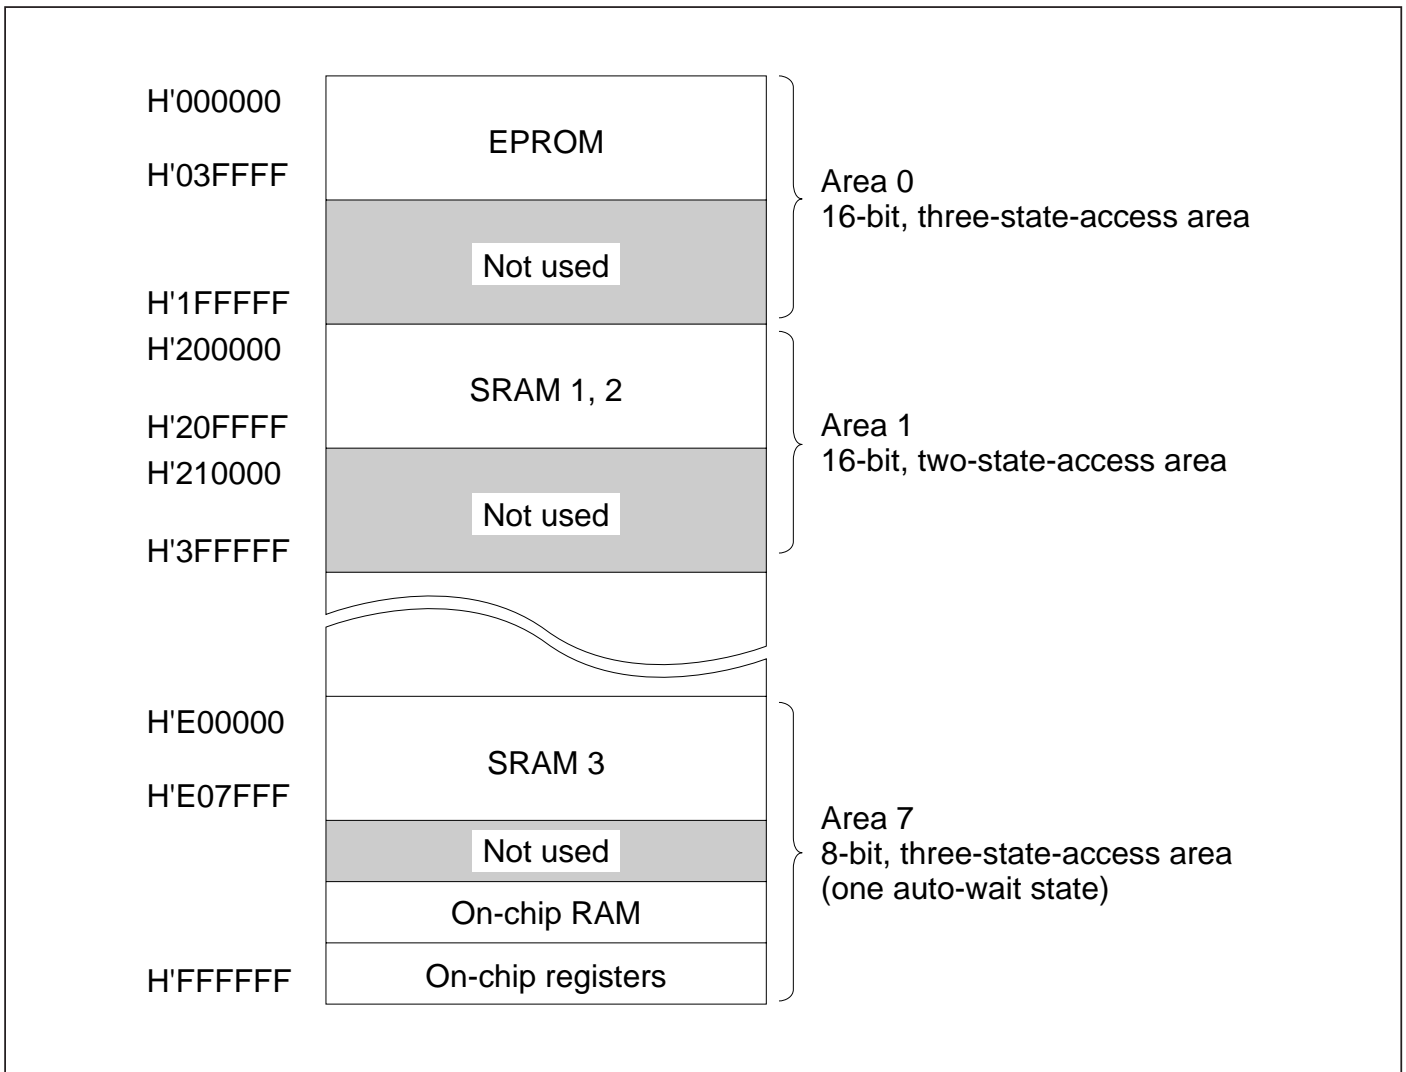 H'000000
EPROM
H'03FFFF
Area 0
16-bit, three-state-access area
Not used
H'1FFFFF
H'200000
SRAM 1, 2
H'20FFFF
Area 1
16-bit, two-state-access area
H'210000
Not used
H'3FFFFF
H'E00000
SRAM 3
H'E07FFF
Area 7
8-bit, three-state-access area
(one auto-wait state)
Not used
On-chip RAM
H'FFFFFF
On-chip registers